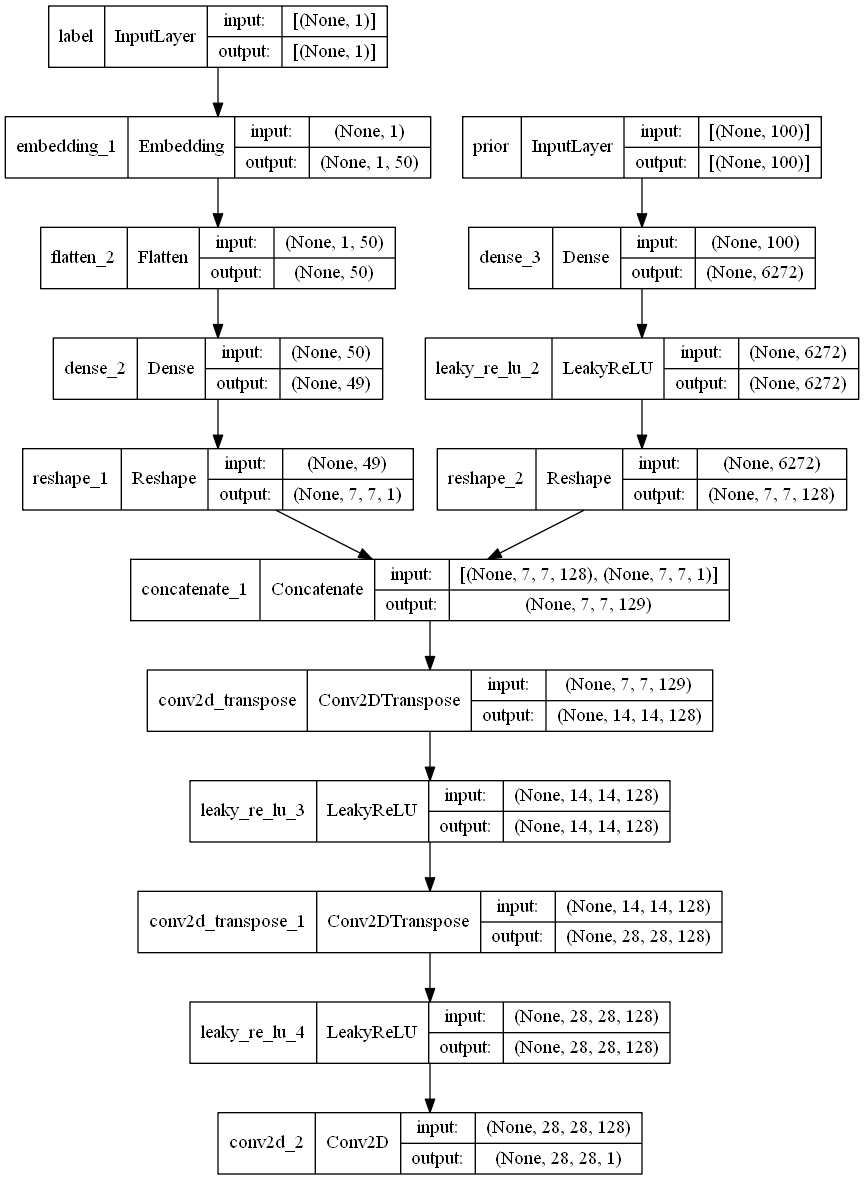 label InputLayer input: [(None, 1)]
output: [(None, 1)]
embedding_1 Embedding input: (None, 1)
output: (None, 1, 50)
prior InputLayer input: [(None, 100)]
output: [(None, 100)]
flatten_2 Flatten input: (None, 1, 50)
output: (None, 50)
dense_3 Dense input: (None, 100)
output: (None, 6272)
dense_2 Dense input: (None, 50)
output: (None, 49)
leaky_re_lu_2 LeakyReLU input: (None, 6272)
output: (None, 6272)
reshape_1 Reshape input: (None, 49)
output: (None, 7, 7, 1)
reshape_2 Reshape input: (None, 6272)
output: (None, 7, 7, 128)
concatenate_1 Concatenate input: [(None, 7, 7, 128), (None, 7, 7, 1)]
output: (None, 7, 7, 129)
conv2d_transpose Conv2DTranspose input: (None, 7, 7, 129)
output: (None, 14, 14, 128)
leaky_re_lu_3 LeakyReLU input: (None, 14, 14, 128)
output: (None, 14, 14, 128)
conv2d_transpose_1 Conv2DTranspose input: (None, 14, 14, 128)
output: (None, 28, 28, 128)
leaky_re_lu_4 LeakyReLU input: (None, 28, 28, 128)
output: (None, 28, 28, 128)
conv2d_2 Conv2D input: (None, 28, 28, 128)
output: (None, 28, 28, 1)